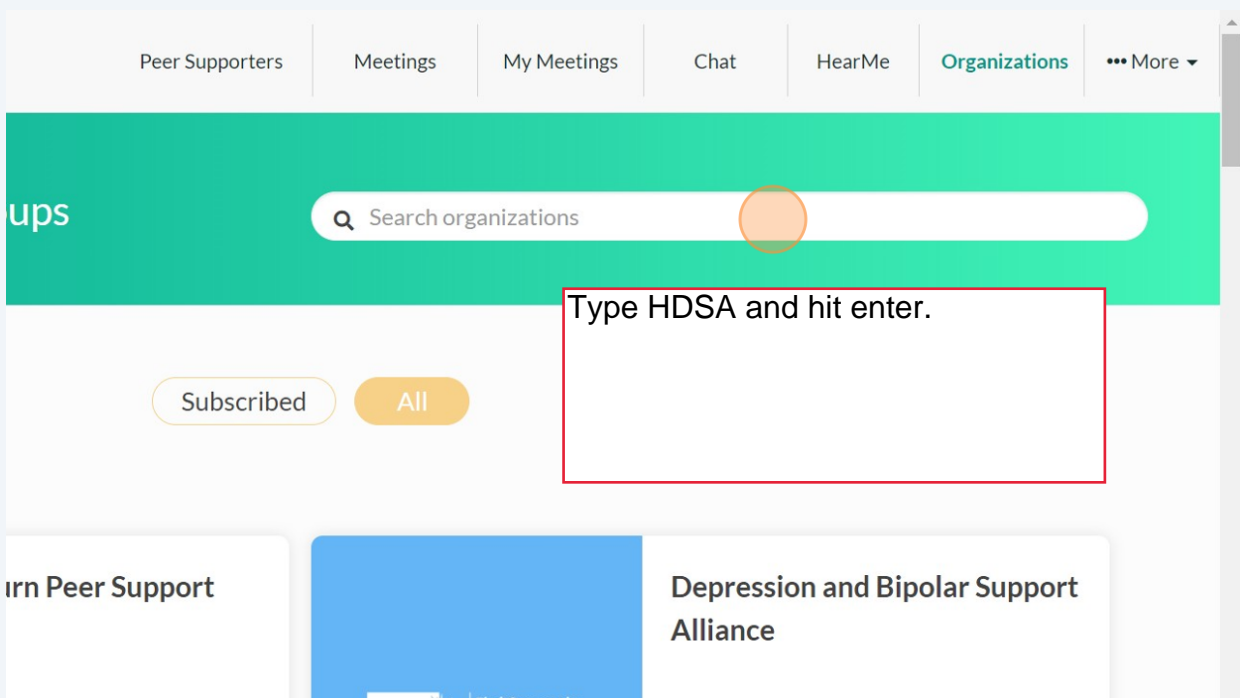 Peer Supporters Meetings My Meetings Chat HearMe Organizations ••• More
ups
Search organizations
Type HDSA and hit enter.
Subscribed All
urn Peer Support
Depression and Bipolar Support
Alliance